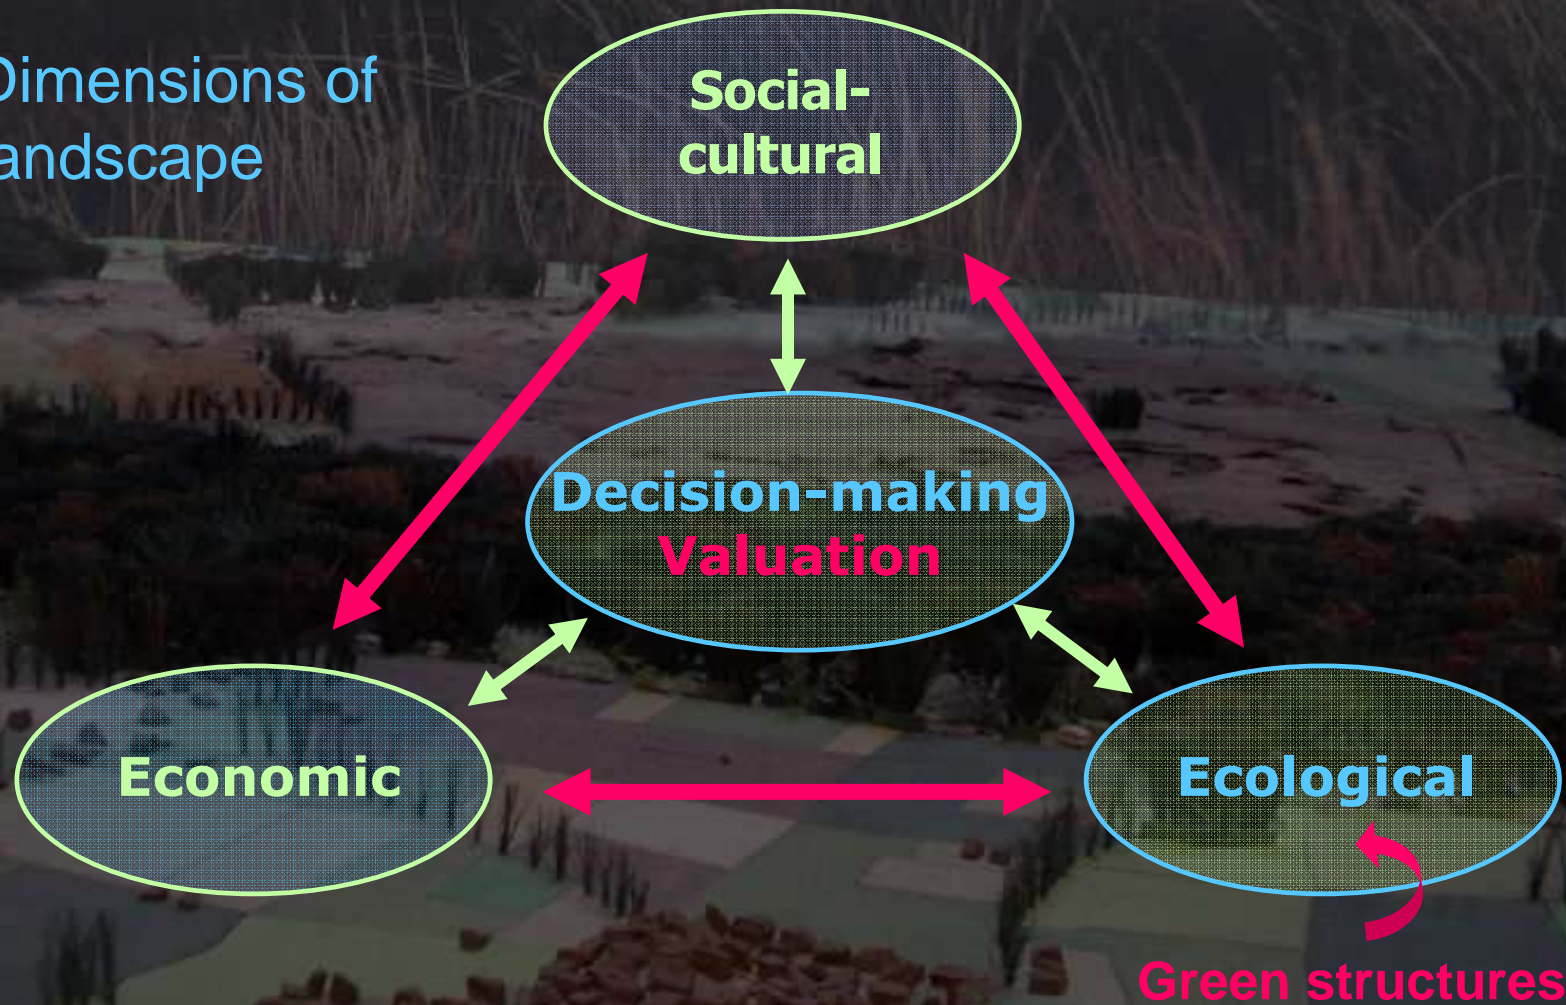 Dimensions of
andscape
Social-
cultural
Decision-making
Valuation
Economic
Ecological
Green structures